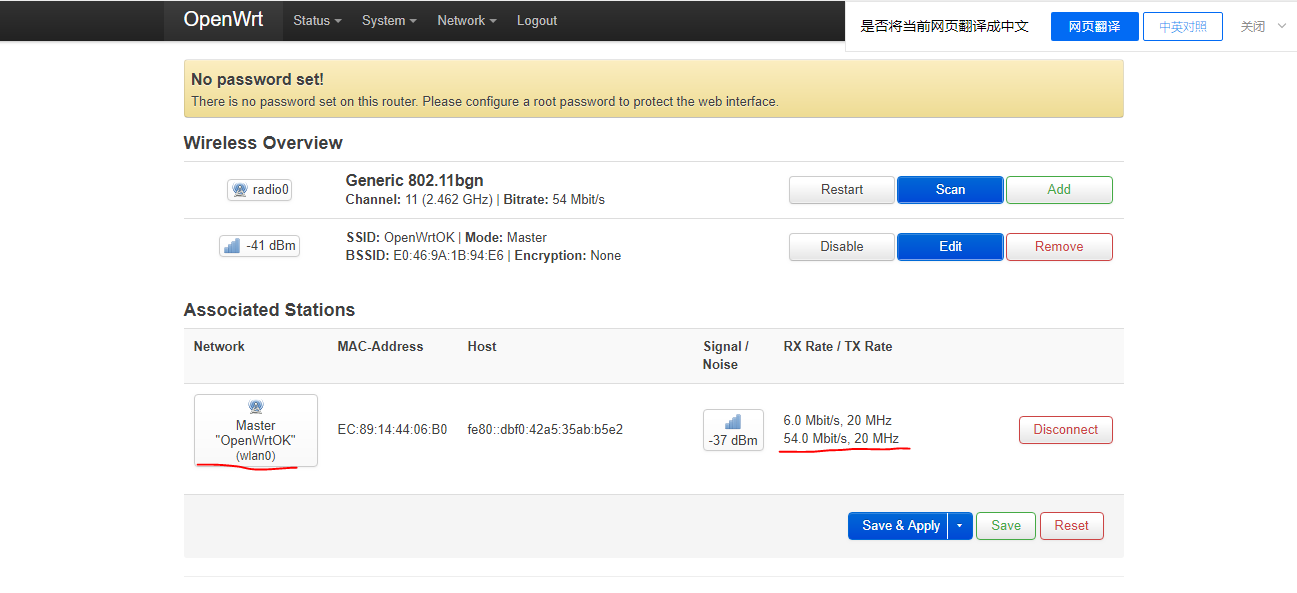 OpenWrt Status System Network Logout
是否将当前网页翻译成中文 网页翻译 中英对照 关闭
No password set!
There is no password set on this router. Please configure a root password to protect the web interface.
Wireless Overview
radio0 Generic 802.11bgn
Channel: 11 (2.462 GHz) | Bitrate: 54 Mbit/s
Restart Scan Add
-41 dBm SSID: OpenWrtOK | Mode: Master
BSSID: E0:46:9A:1B:94:E6 | Encryption: None
Disable Edit Remove
Associated Stations
Network MAC-Address Host Signal / Noise RX Rate / TX Rate
Master
"OpenWrtOK"
(wlan0)
EC:89:14:44:06:B0 fe80::dbf0:42a5:35ab:b5e2
-37 dBm
6.0 Mbit/s, 20 MHz
54.0 Mbit/s, 20 MHz
Disconnect
Save & Apply Save Reset